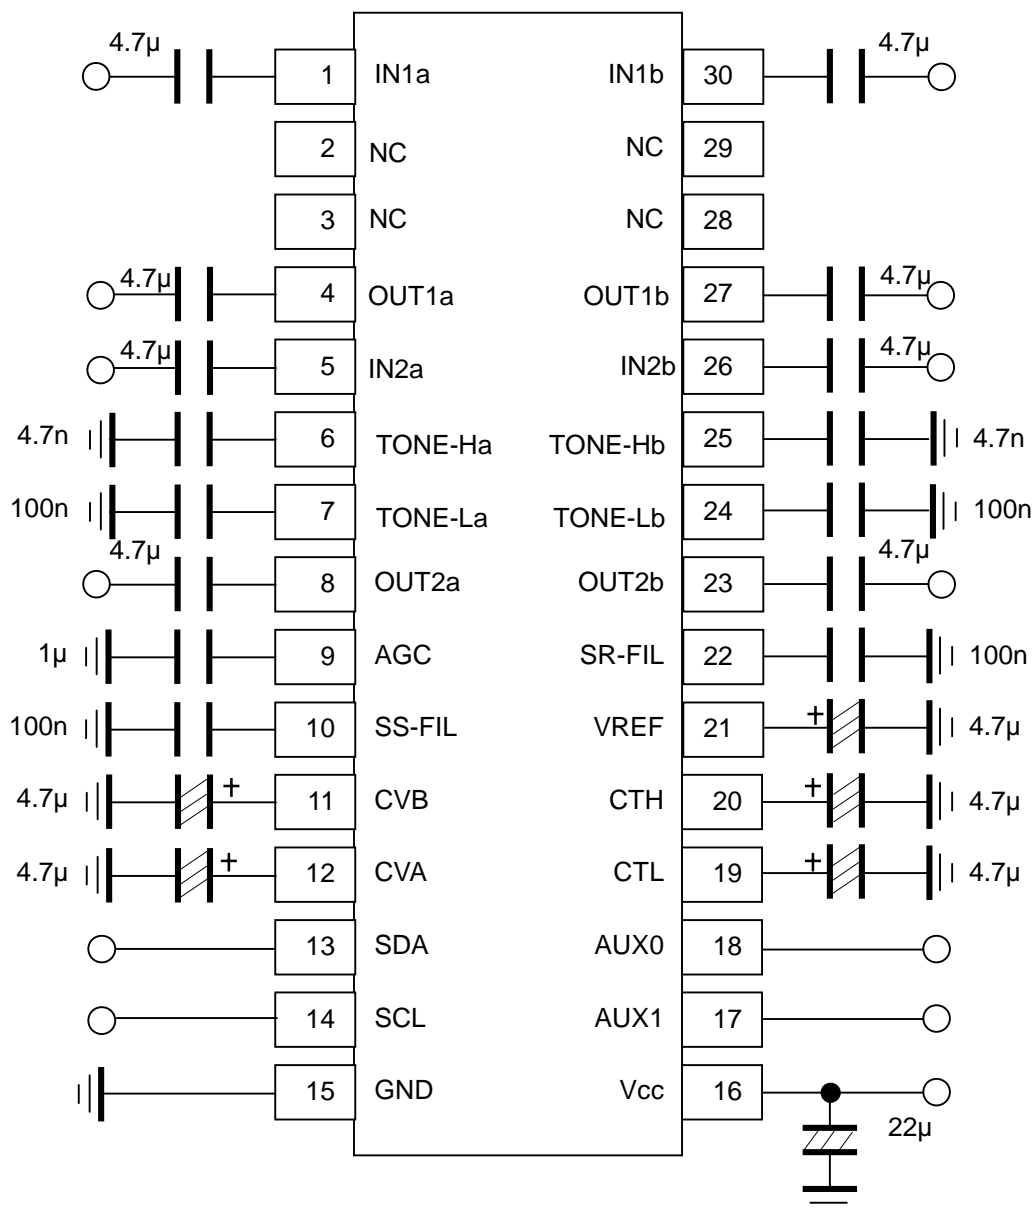 4.7µ 1 IN1a IN1b 30 4.7µ
2 NC NC 29
3 NC NC 28
4.7µ 4 OUT1a OUT1b 27 4.7µ
4.7µ 5 IN2a IN2b 26 4.7µ
4.7n 6 TONE-Ha TONE-Hb 25 4.7n
100n 7 TONE-La TONE-Lb 24 100n
4.7µ 8 OUT2a OUT2b 23 4.7µ
1µ 9 AGC SR-FIL 22 100n
100n 10 SS-FIL VREF 21 + 4.7µ
4.7µ + 11 CVB CTH 20 + 4.7µ
4.7µ + 12 CVA CTL 19 + 4.7µ
13 SDA AUX0 18
14 SCL AUX1 17
15 GND Vcc 16
22µ